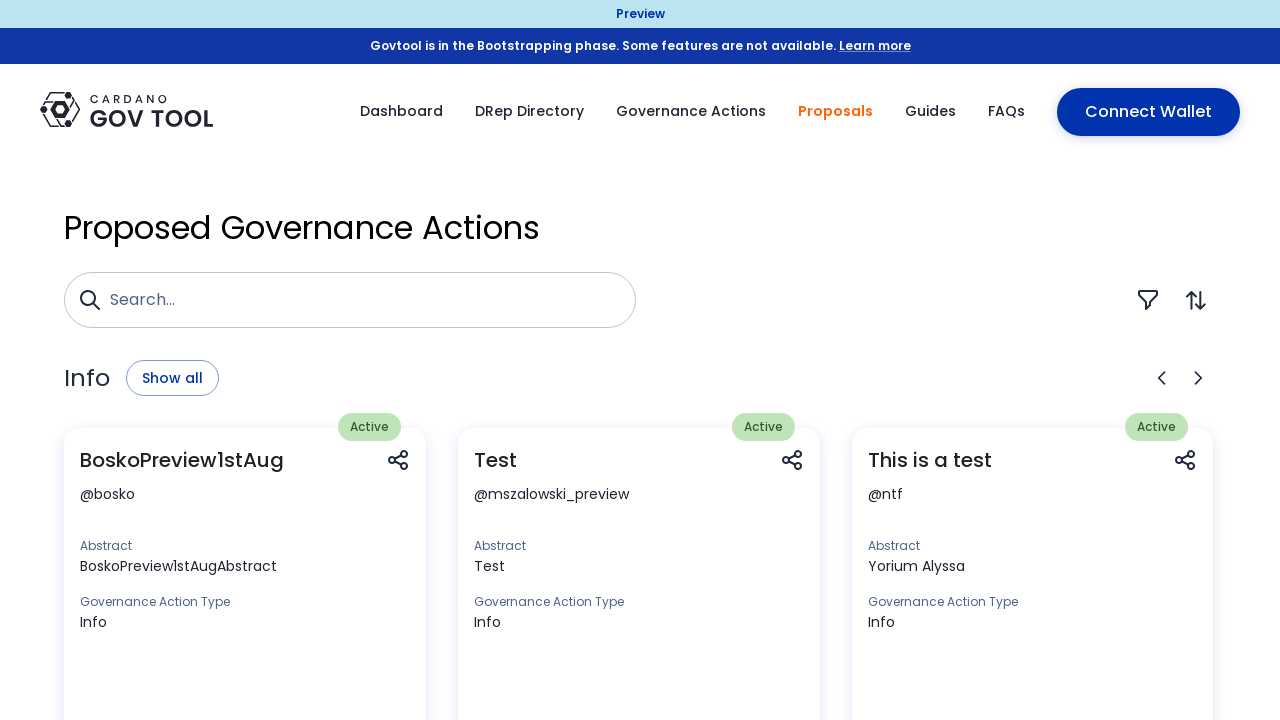 Preview
Govtool is in the Bootstrapping phase. Some features are not available. Learn more
CARDANO
GOV TOOL
Dashboard
DRep Directory
Governance Actions
Proposals
Guides
FAQs
Connect Wallet
Proposed Governance Actions
Search...
Info
Show all
Active
BoskoPreview1stAug
@bosko
Abstract
BoskoPreview1stAugAbstract
Governance Action Type
Info
Active
Test
@mszalowski_preview
Abstract
Test
Governance Action Type
Info
Active
This is a test
@ntf
Abstract
Yorium Alyssa
Governance Action Type
Info